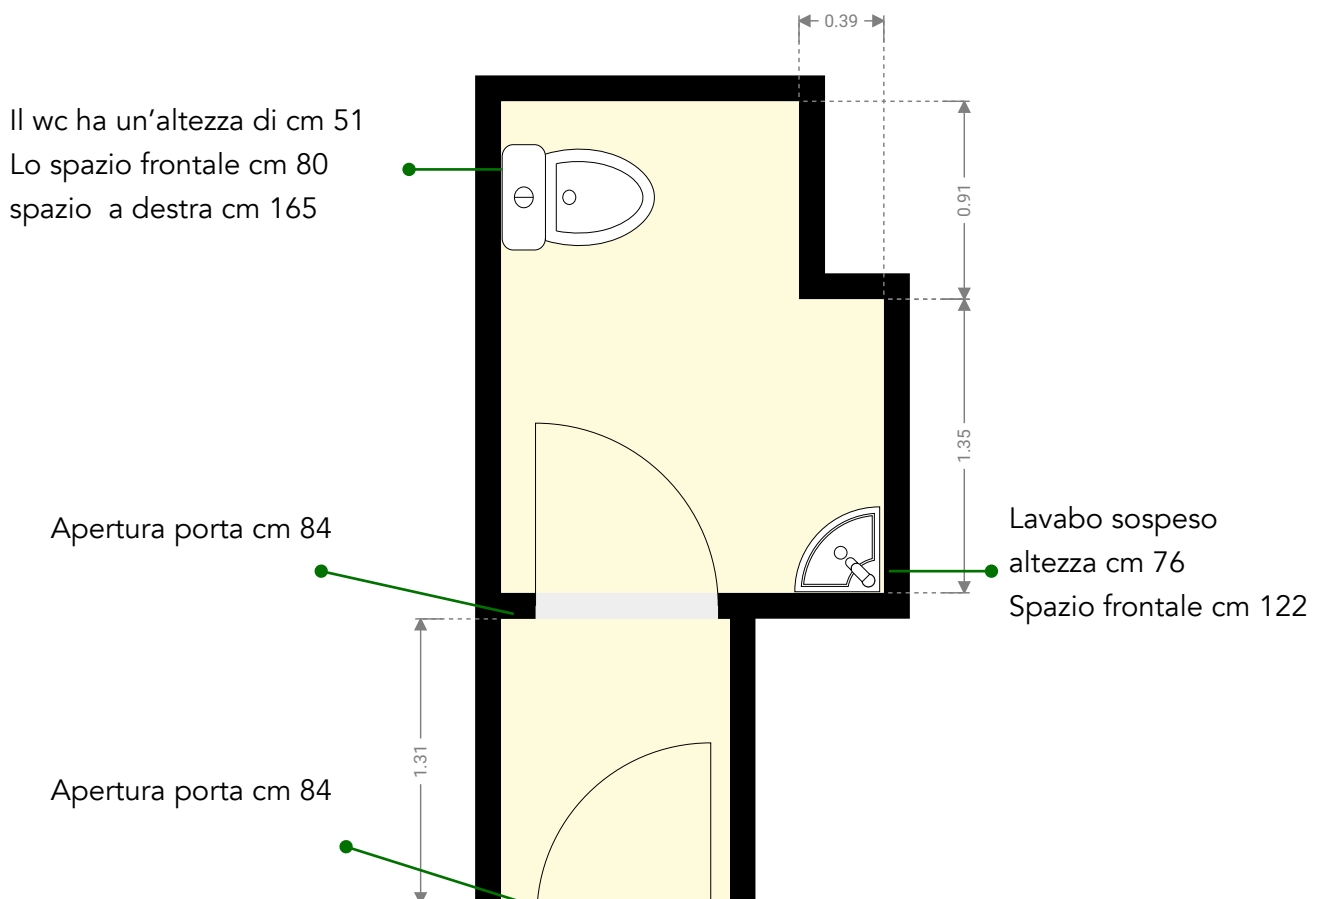 0.39
Il wc ha un’altezza di cm 51
Lo spazio frontale cm 80
spazio  a destra cm 165
0.91
1.35
Apertura porta cm 84
Lavabo sospeso
altezza cm 76
Spazio frontale cm 122
1.31
Apertura porta cm 84